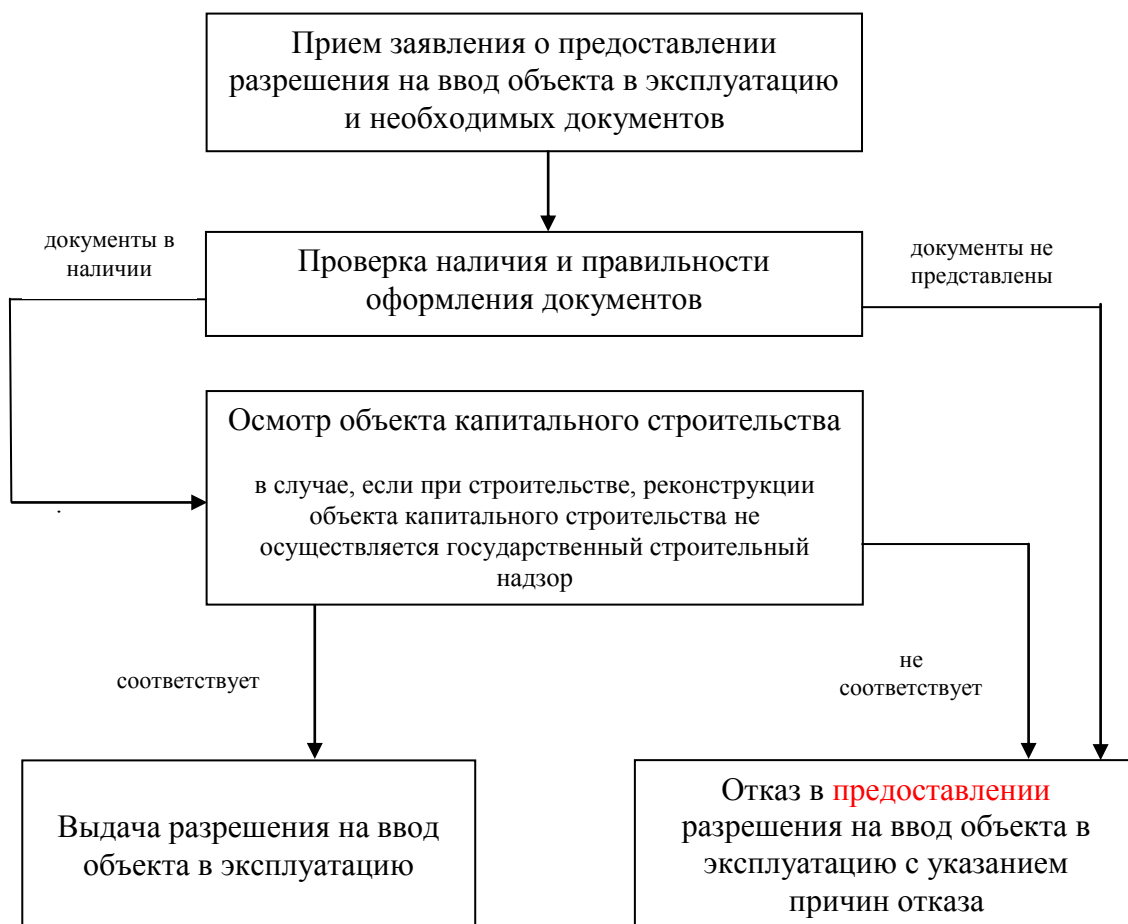 Прием заявления о предоставлении
разрешения на ввод объекта в эксплуатацию
и необходимых документов
документы в
наличии
Проверка наличия и правильности
оформления документов
документы не
представлены
Осмотр объекта капитального строительства
в случае, если при строительстве, реконструкции
объекта капитального строительства не
осуществляется государственный строительный
надзор
соответствует
не
соответствует
Выдача разрешения на ввод
объекта в эксплуатацию
Отказ в предоставлении
разрешения на ввод объекта в
эксплуатацию с указанием
причин отказа